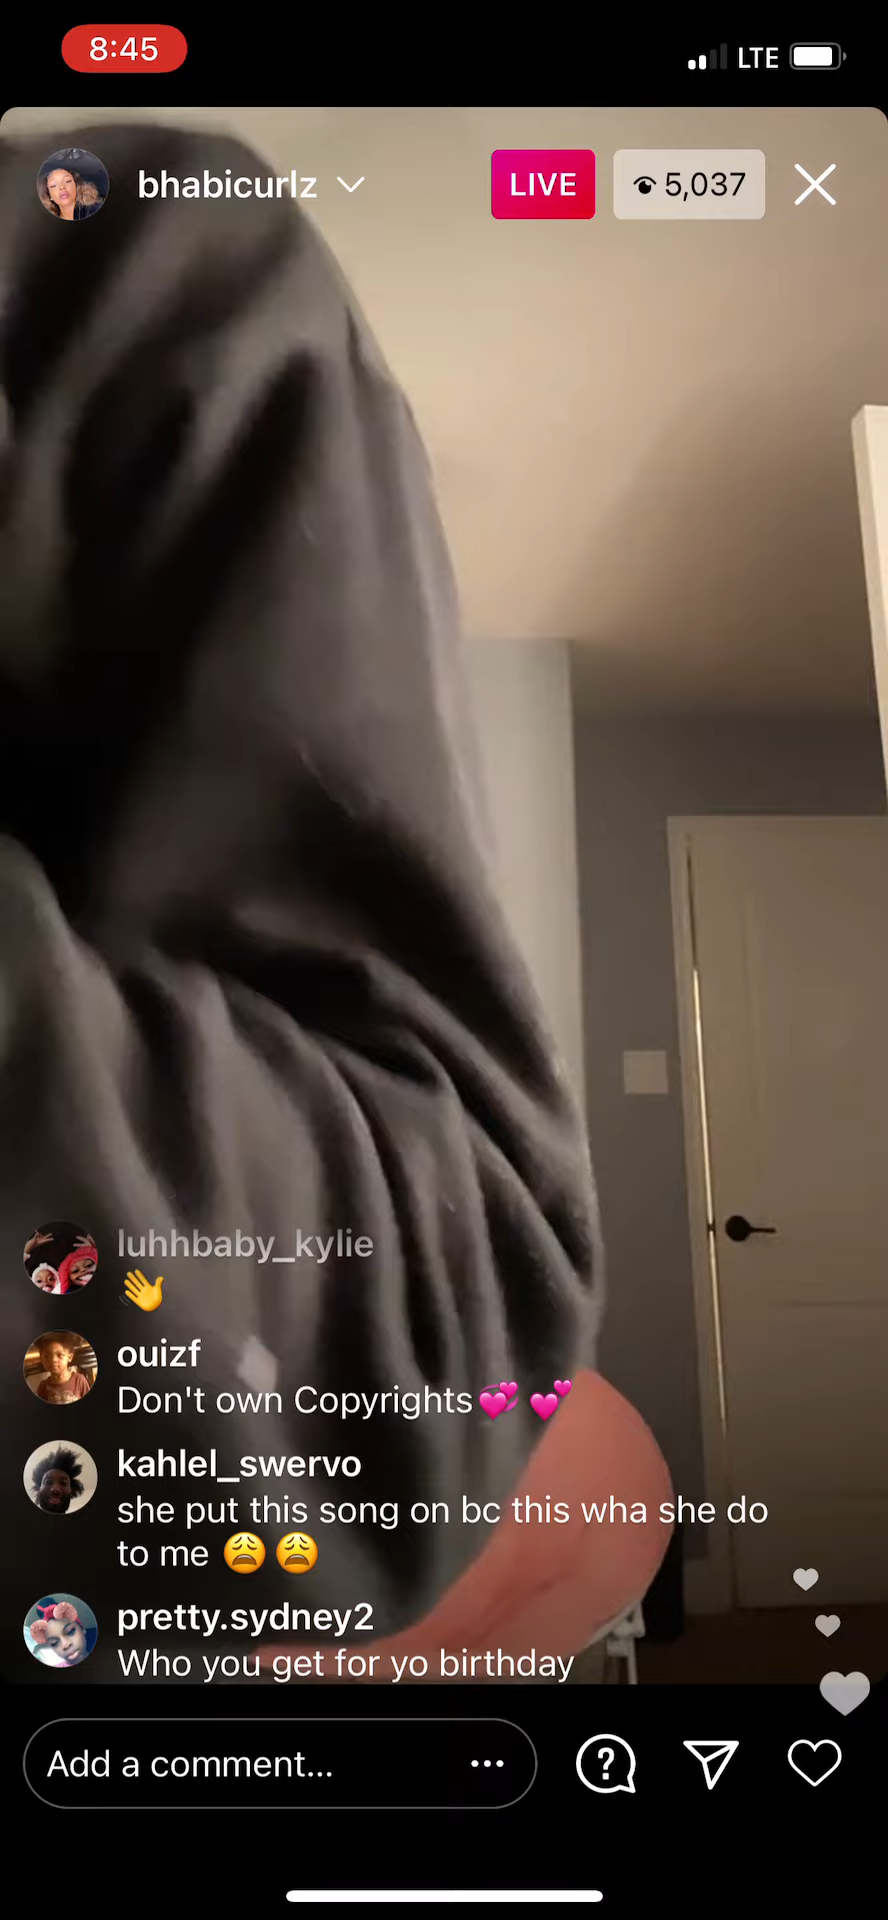 8:45
LTE
bhabicurlz
LIVE
5,037
luhhbaby_kylie
👋
ouizf
Don't own Copyrights💞 💕
kahlel_swervo
she put this song on bc this wha she do
to me 😩 😩
pretty.sydney2
Who you get for yo birthday
Add a comment...